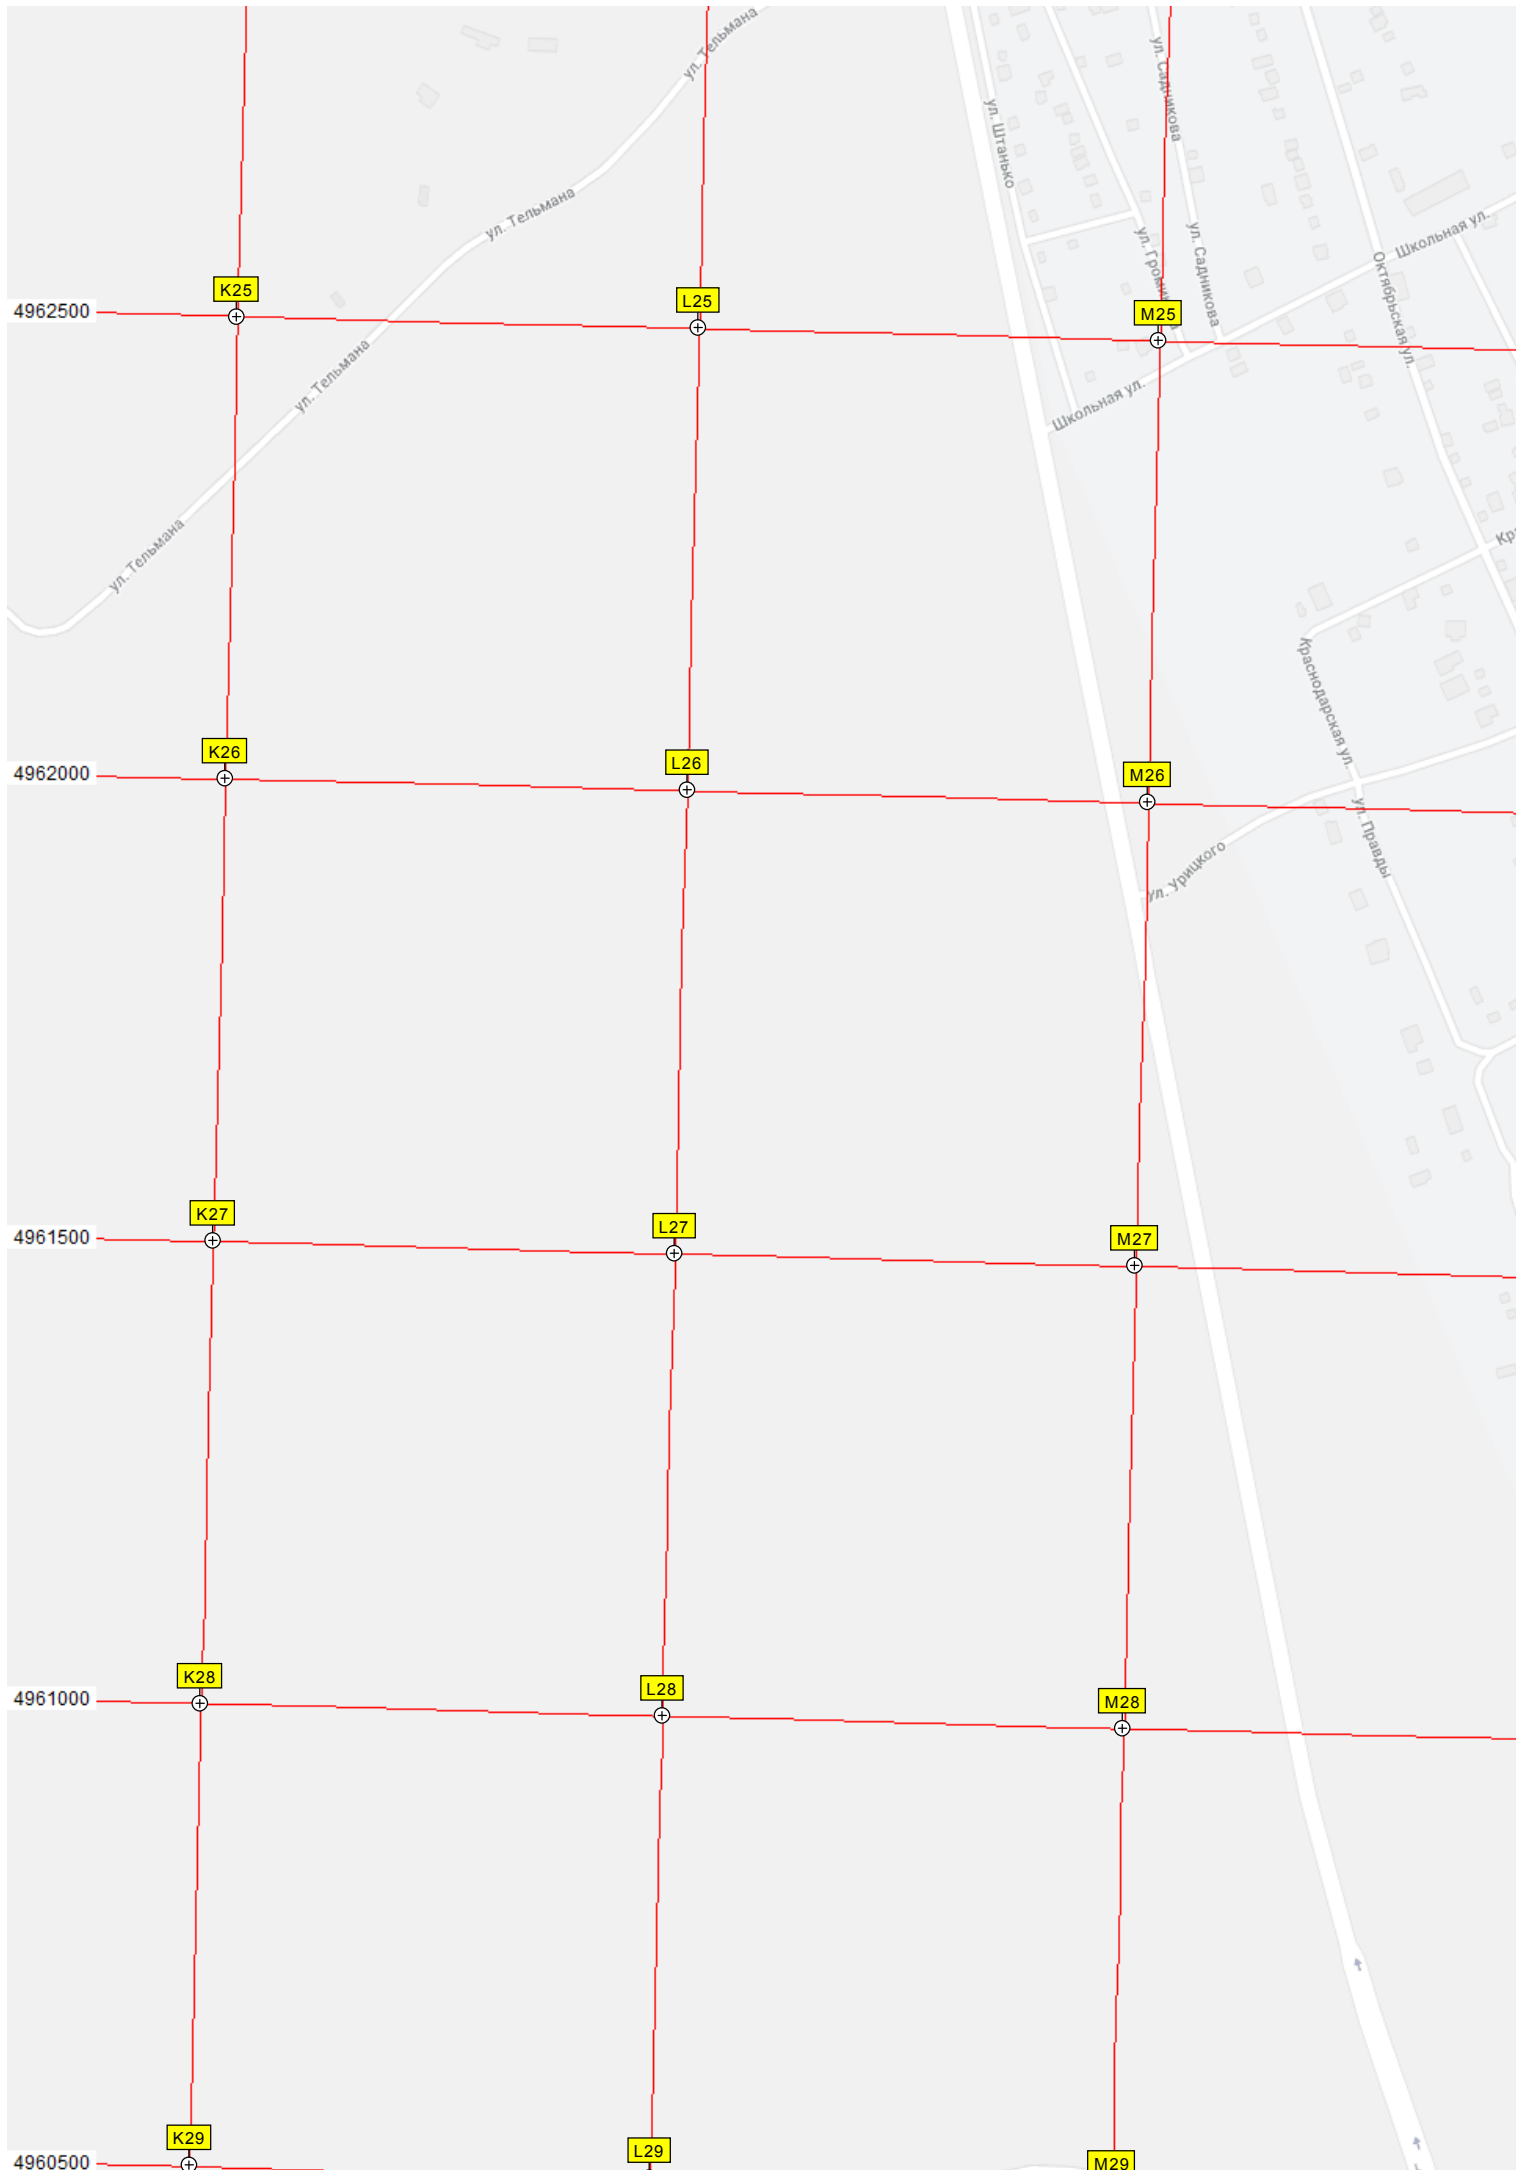 ул. Тельмана
ул. Садникова
ул. Штанько
ул. Тельмана
Школьная ул.
ул. Садникова
Октябрьская ул.
K25
L25
M25
4962500
ул. Тельмана
Школьная ул.
ул. Тельмана
Краснодарская ул.
K26
L26
M26
4962000
ул. Правды
ул. Урицкого
K27
L27
M27
4961500
K28
L28
M28
4961000
K29
L29
M29
4960500